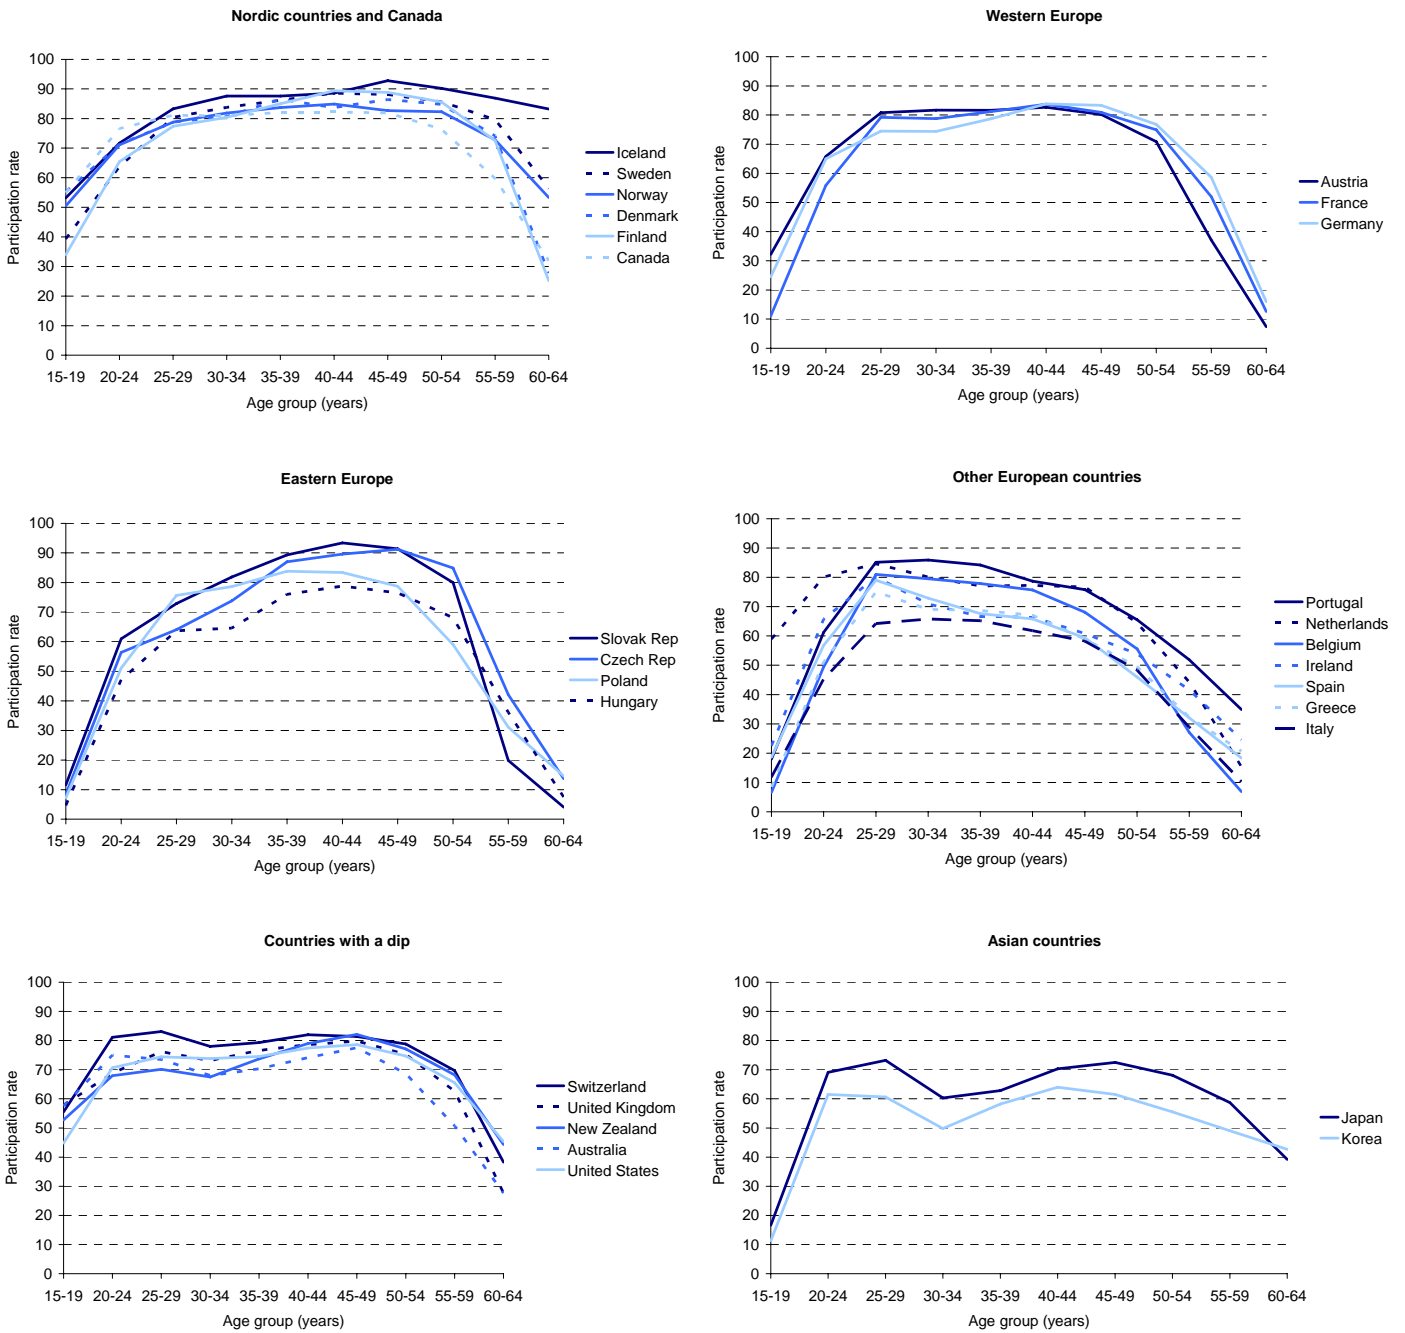 Nordic countries and Canada
100
90
80
70
60
50
40
30
20
10
0
Participation rate
15-19 20-24 25-29 30-34 35-39 40-44 45-49 50-54 55-59 60-64
Age group (years)
Iceland
Sweden
Norway
Denmark
Finland
Canada
Western Europe
100
90
80
70
60
50
40
30
20
10
0
Participation rate
15-19 20-24 25-29 30-34 35-39 40-44 45-49 50-54 55-59 60-64
Age group (years)
Austria
France
Germany
Eastern Europe
100
90
80
70
60
50
40
30
20
10
0
Participation rate
15-19 20-24 25-29 30-34 35-39 40-44 45-49 50-54 55-59 60-64
Age group (years)
Slovak Rep
Czech Rep
Poland
Hungary
Other European countries
100
90
80
70
60
50
40
30
20
10
0
Participation rate
15-19 20-24 25-29 30-34 35-39 40-44 45-49 50-54 55-59 60-64
Age group (years)
Portugal
Netherlands
Belgium
Ireland
Spain
Greece
Italy
Countries with a dip
100
90
80
70
60
50
40
30
20
10
0
Participation rate
15-19 20-24 25-29 30-34 35-39 40-44 45-49 50-54 55-59 60-64
Age group (years)
Switzerland
United Kingdom
New Zealand
Australia
United States
Asian countries
100
90
80
70
60
50
40
30
20
10
0
Participation rate
15-19 20-24 25-29 30-34 35-39 40-44 45-49 50-54 55-59 60-64
Age group (years)
Japan
Korea